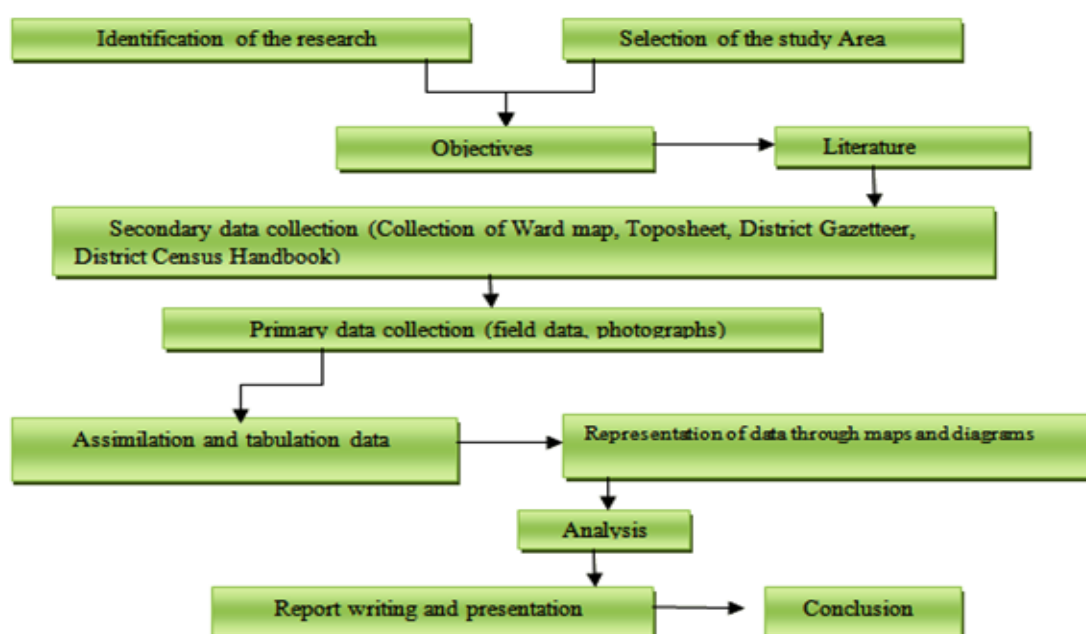 Identification of the research
Selection of the study Area
Objectives
Literature
Secondary data collection (Collection of Ward map, Toposheet, District Gazetteer,
District Census Handbook)
Primary data collection (field data, photographs)
Assimilation and tabulation data
Representation of data through maps and diagrams
Analysis
Report writing and presentation
Conclusion